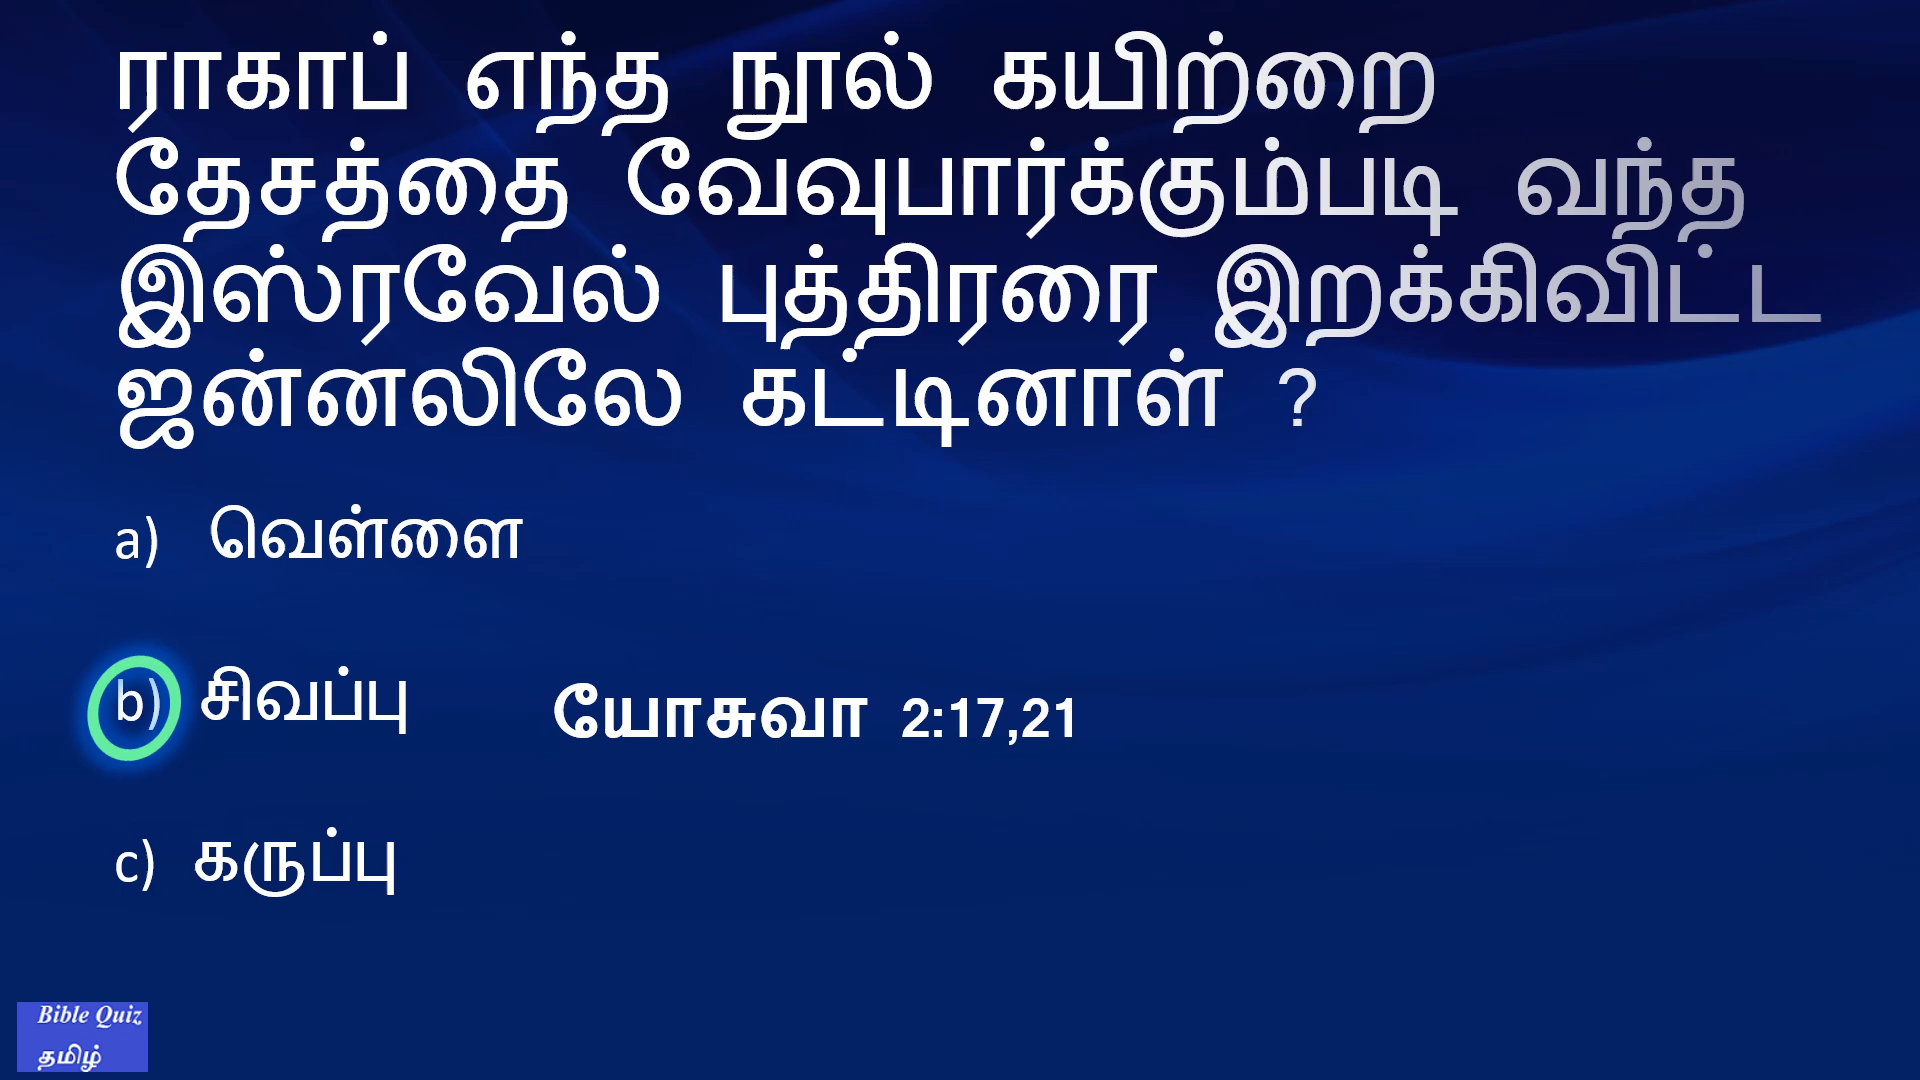 ராகாப் எந்த நூல் கயிற்றை
தேசத்தை வேவுபார்க்கும்படி வந்த
இஸ்ரவேல் புத்திரரை இறக்கிவிட்ட
ஜன்னலிலே கட்டினாள் ?
a) வெள்ளை
b) சிவப்பு யோசுவா 2:17,21
c) கருப்பு
Bible Quiz
தமிழ்